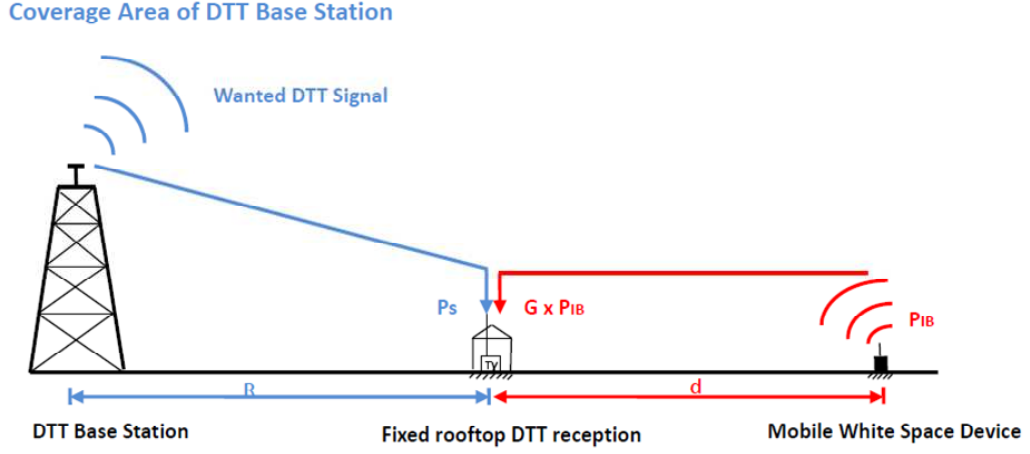 Coverage Area of DTT Base Station
Wanted DTT Signal
Ps
G x PIB
PIB
TV
R
d
DTT Base Station
Fixed rooftop DTT reception
Mobile White Space Device